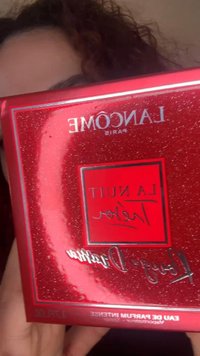 LANCÔME
PARIS
LA NUIT
Trésor
Rouge Drama
EAU DE PARFUM INTENSE